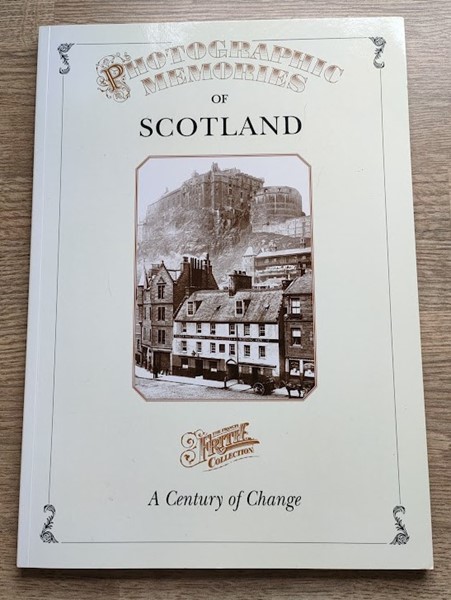 PHOTOGRAPHIC
MEMORIES
OF
SCOTLAND
THE FRANCIS
FRITH
COLLECTION
A Century of Change